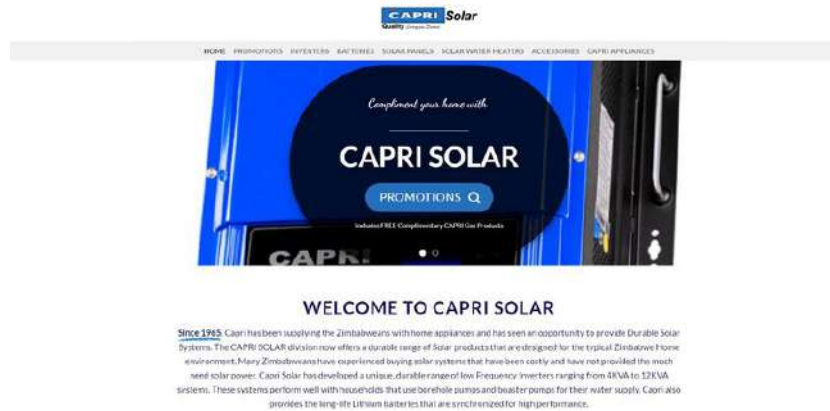 CAPRI Solar
Quality Designs Done
HOME PROMOTIONS INVERTERS BATTERIES SOLAR PANELS SOLAR WATER HEATERS ACCESSORIES CAPRI APPLIANCES
Compliment your home with
CAPRI SOLAR
PROMOTIONS
Includes FREE Complimentary CAPRI Gas Products
CAPRI
WELCOME TO CAPRI SOLAR
Since 1965: Capri has been supplying the Zimbabweans with home appliances and has seen an opportunity to provide Durable Solar
Systems. The CAPRI SOLAR division now offers a durable range of Solar products that are designed for the typical Zimbabwe Home
environment. Many Zimbabweans have experienced buying solar systems that have been costly and have not provided the much
need solar power. Capri Solar has developed a unique, durable range of low Frequency Inverters ranging from 4KVA to 12KVA
systems. These systems perform well with households that use borehole pumps and booster pumps for their water supply. Capri also
provides the long-life Lithium batteries that are synchronized for high performance.